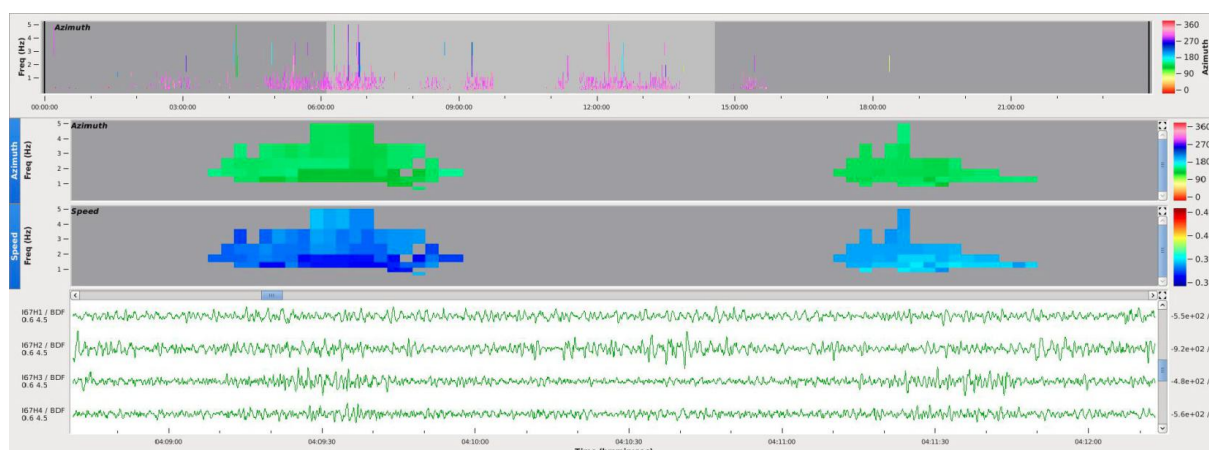 Azimuth
Freq (Hz)
5
4
3
2
1
360
270
180
90
0
Azimuth
00:00:00 03:00:00 06:00:00 09:00:00 12:00:00 15:00:00 18:00:00 21:00:00
Azimuth
Azimuth
Freq (Hz)
5
4
3
2
1
360
270
180
90
0
Speed
Speed
Freq (Hz)
5
4
3
2
1
0.4
0.4
0.3
0.3
I67H1 / BDF
0.6 4.5
-5.5e+02 /
I67H2 / BDF
0.6 4.5
-9.2e+02 /
I67H3 / BDF
0.6 4.5
-4.8e+02 /
I67H4 / BDF
0.6 4.5
-5.6e+02 /
04:09:00 04:09:30 04:10:00 04:10:30 04:11:00 04:11:30 04:12:00